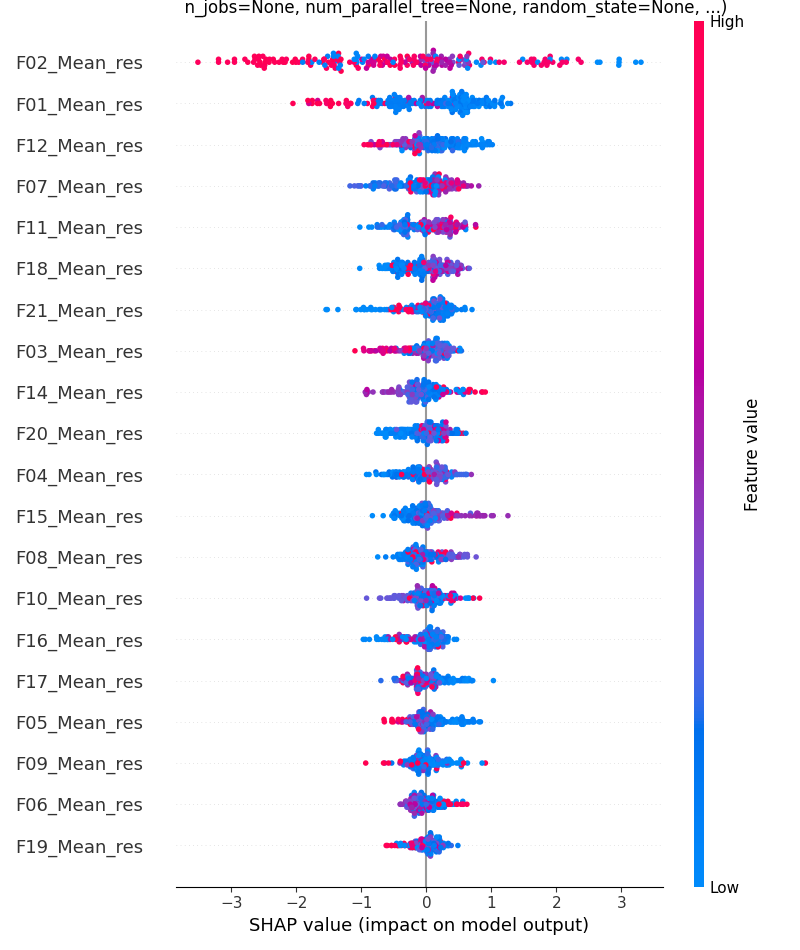 n_jobs=None, num_parallel_tree=None, random_state=None, ...)
High
F02_Mean_res
F01_Mean_res
F12_Mean_res
F07_Mean_res
F11_Mean_res
F18_Mean_res
F21_Mean_res
F03_Mean_res
F14_Mean_res
F20_Mean_res
F04_Mean_res
F15_Mean_res
F08_Mean_res
F10_Mean_res
F16_Mean_res
F17_Mean_res
F05_Mean_res
F09_Mean_res
F06_Mean_res
F19_Mean_res
Feature value
Low
−3 −2 −1 0 1 2 3
SHAP value (impact on model output)